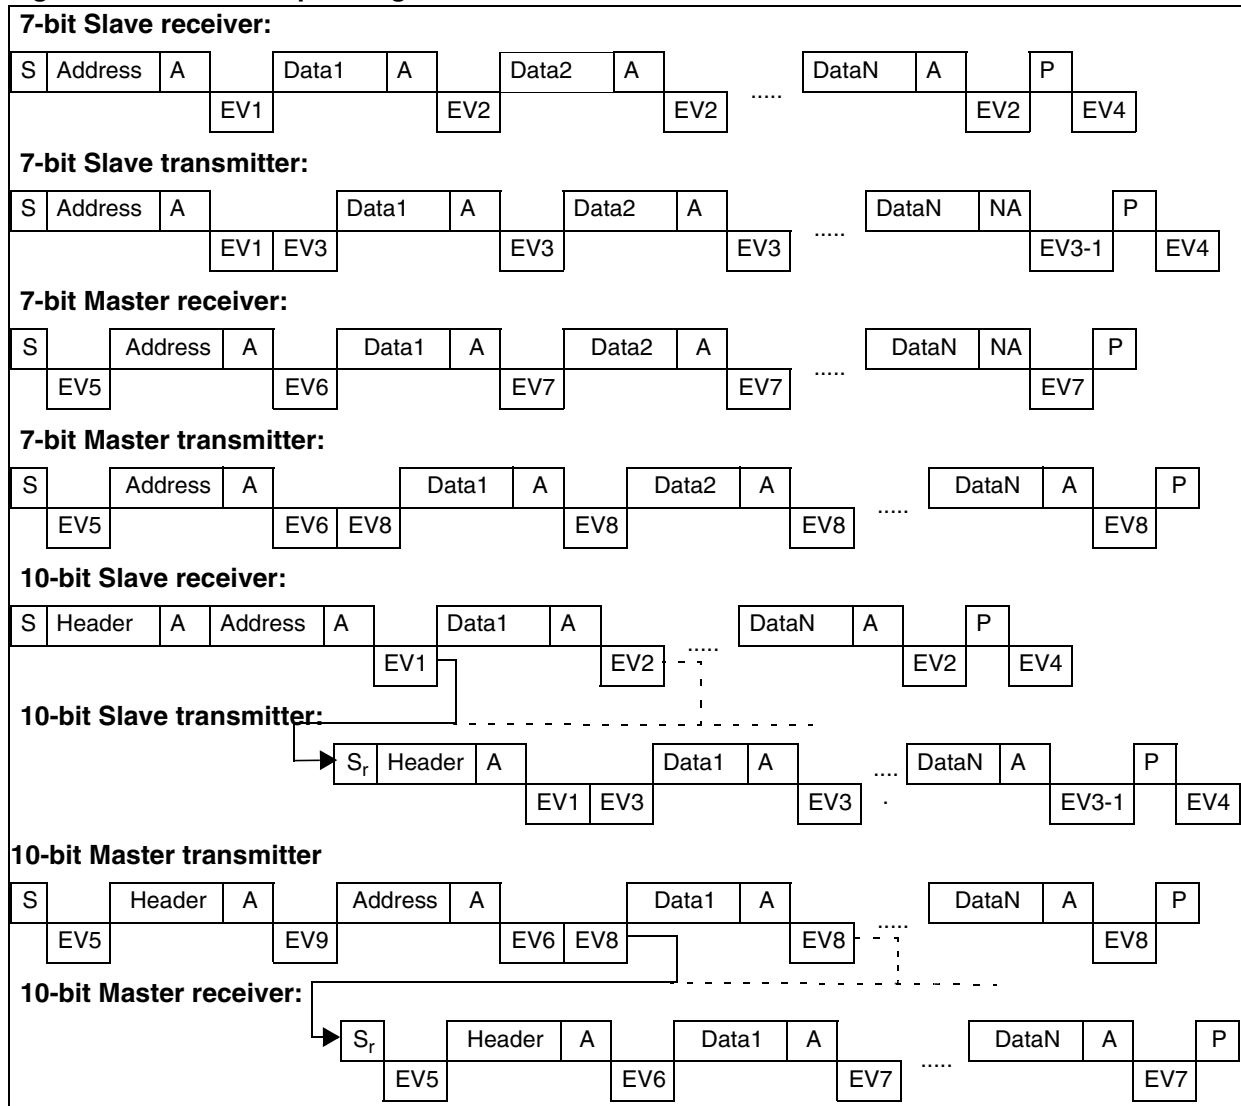 7-bit Slave receiver:
S Address A Data1 A Data2 A ..... DataN A P
EV1 EV2 EV2 EV2 EV4
7-bit Slave transmitter:
S Address A Data1 A Data2 A ..... DataN NA P
EV1 EV3 EV3 EV3 EV3-1 EV4
7-bit Master receiver:
S Address A Data1 A Data2 A ..... DataN NA P
EV5 EV6 EV7 EV7 EV7
7-bit Master transmitter:
S Address A Data1 A Data2 A ..... DataN A P
EV5 EV6 EV8 EV8 EV8 EV8
10-bit Slave receiver:
S Header A Address A Data1 A ..... DataN A P
EV1 EV2 EV2 EV4
10-bit Slave transmitter:
Sr Header A Data1 A .... DataN A P
EV1 EV3 EV3 . EV3-1 EV4
10-bit Master transmitter
S Header A Address A Data1 A ..... DataN A P
EV5 EV9 EV6 EV8 EV8 EV8
10-bit Master receiver:
Sr Header A Data1 A ..... DataN A P
EV5 EV6 EV7 EV7